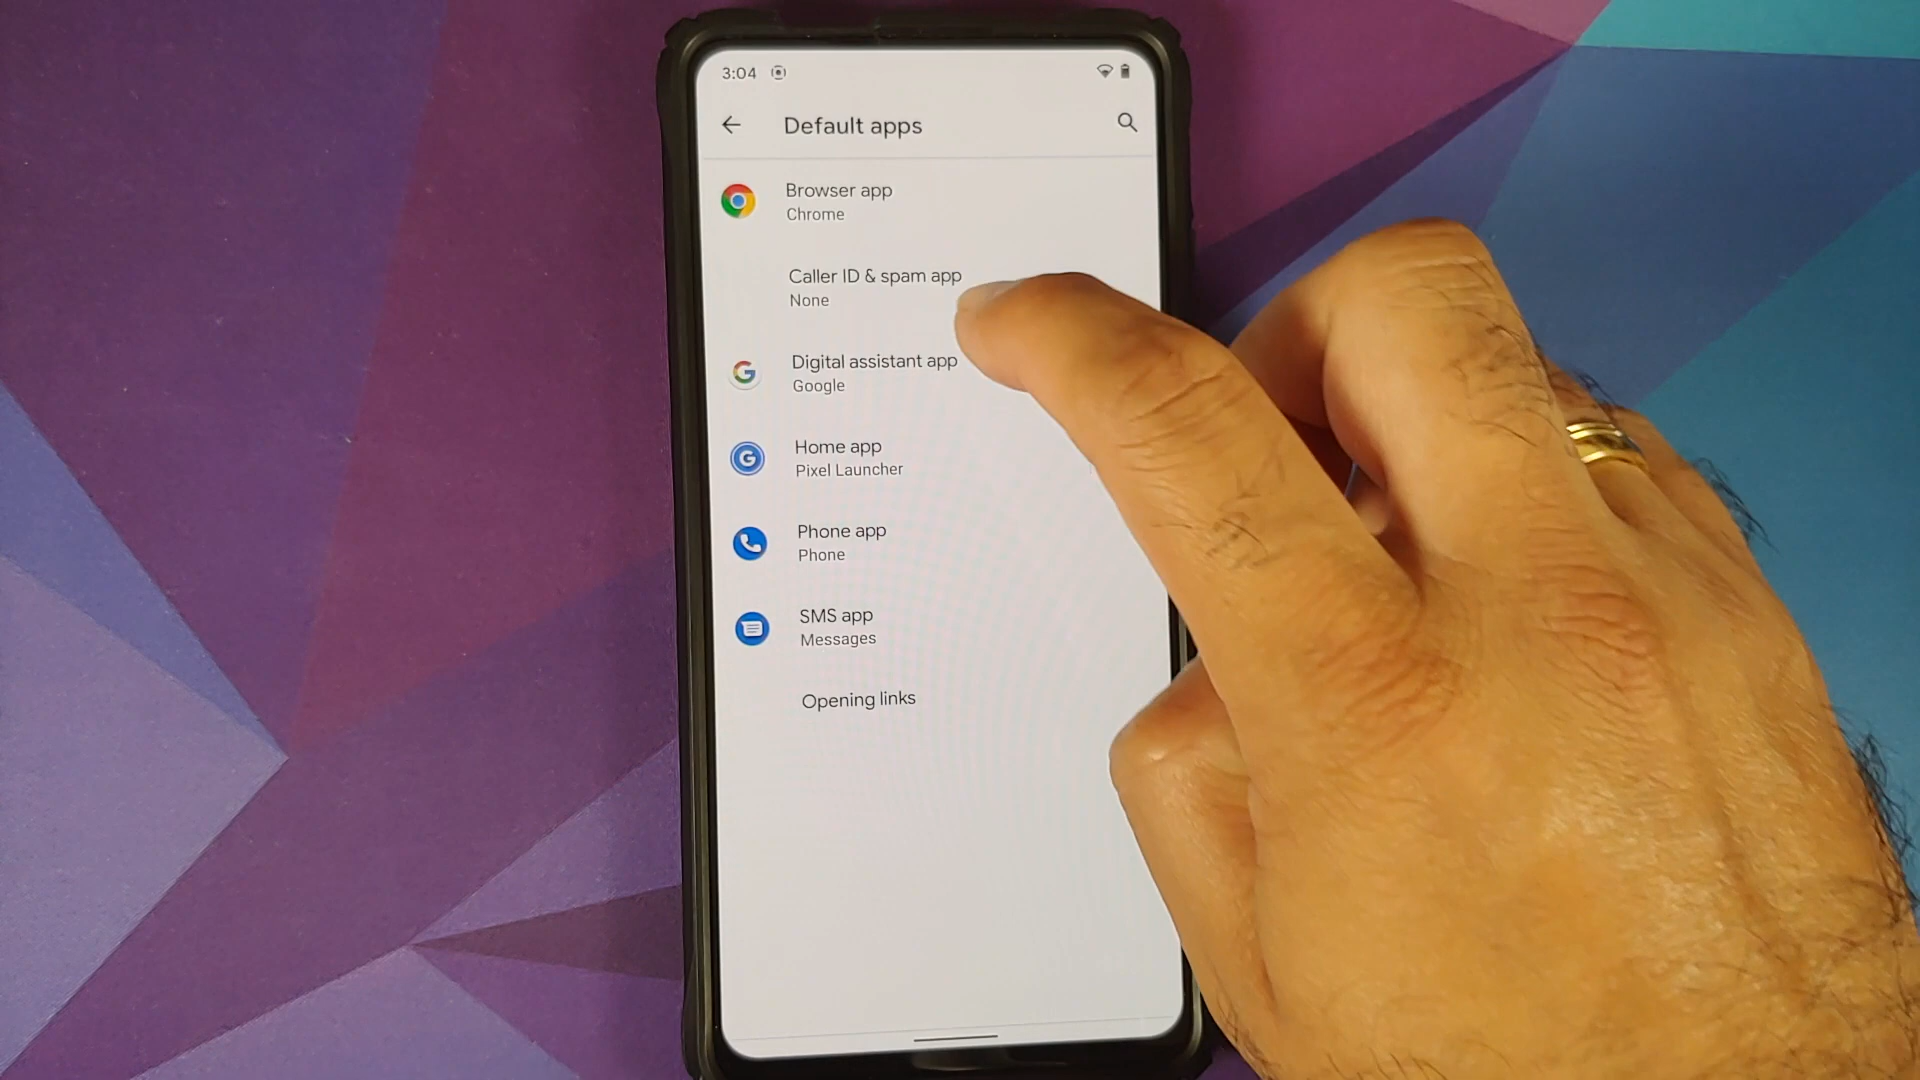 3:04
Default apps
Browser app
Chrome
Caller ID & spam app
None
Digital assistant app
Google
Home app
Pixel Launcher
Phone app
Phone
SMS app
Messages
Opening links